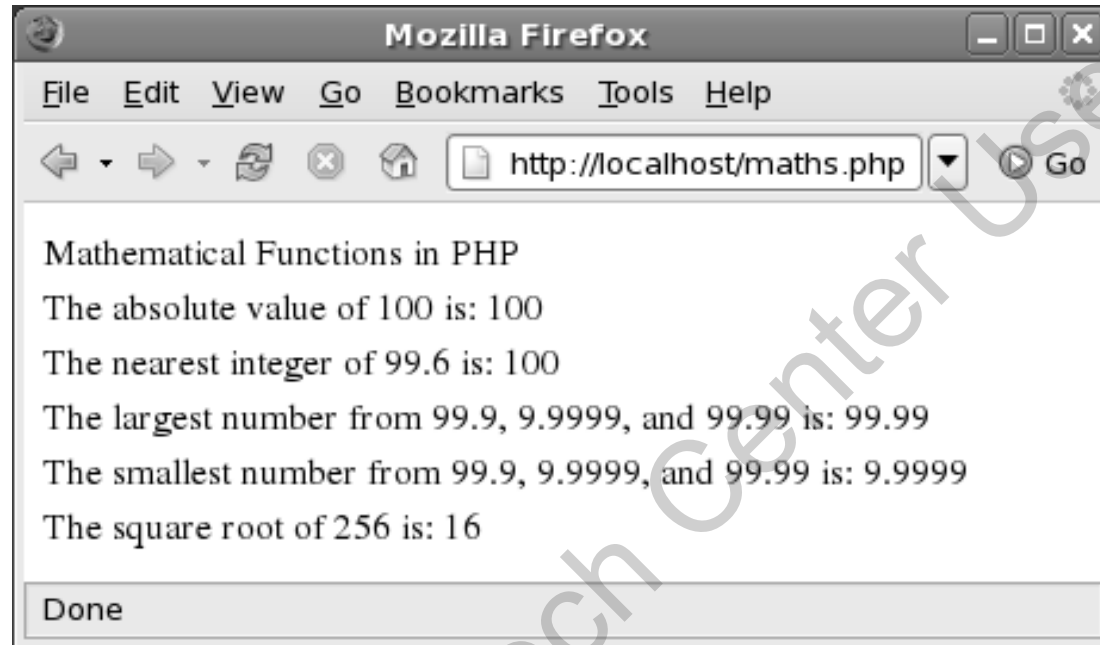 Mozilla Firefox
File Edit View Go Bookmarks Tools Help
http://localhost/maths.php Go
Mathematical Functions in PHP
The absolute value of 100 is: 100
The nearest integer of 99.6 is: 100
The largest number from 99.9, 9.9999, and 99.99 is: 99.99
The smallest number from 99.9, 9.9999, and 99.99 is: 9.9999
The square root of 256 is: 16
Done
ech Center Use